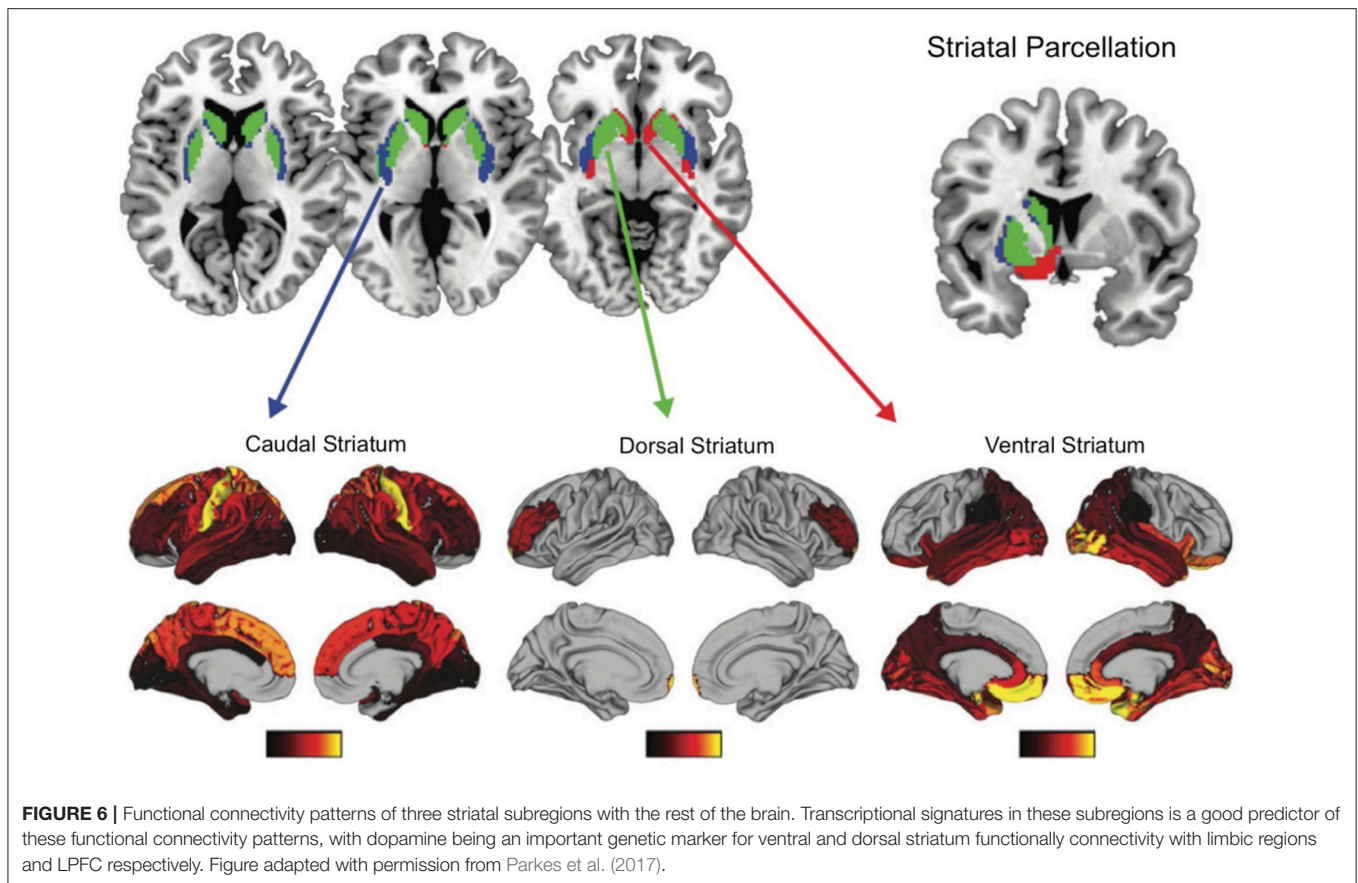 Striatal Parcellation
Caudal Striatum
Dorsal Striatum
Ventral Striatum
FIGURE 6 | Functional connectivity patterns of three striatal subregions with the rest of the brain. Transcriptional signatures in these subregions is a good predictor of
these functional connectivity patterns, with dopamine being an important genetic marker for ventral and dorsal striatum functionally connectivity with limbic regions
and LPFC respectively. Figure adapted with permission from Parkes et al. (2017).